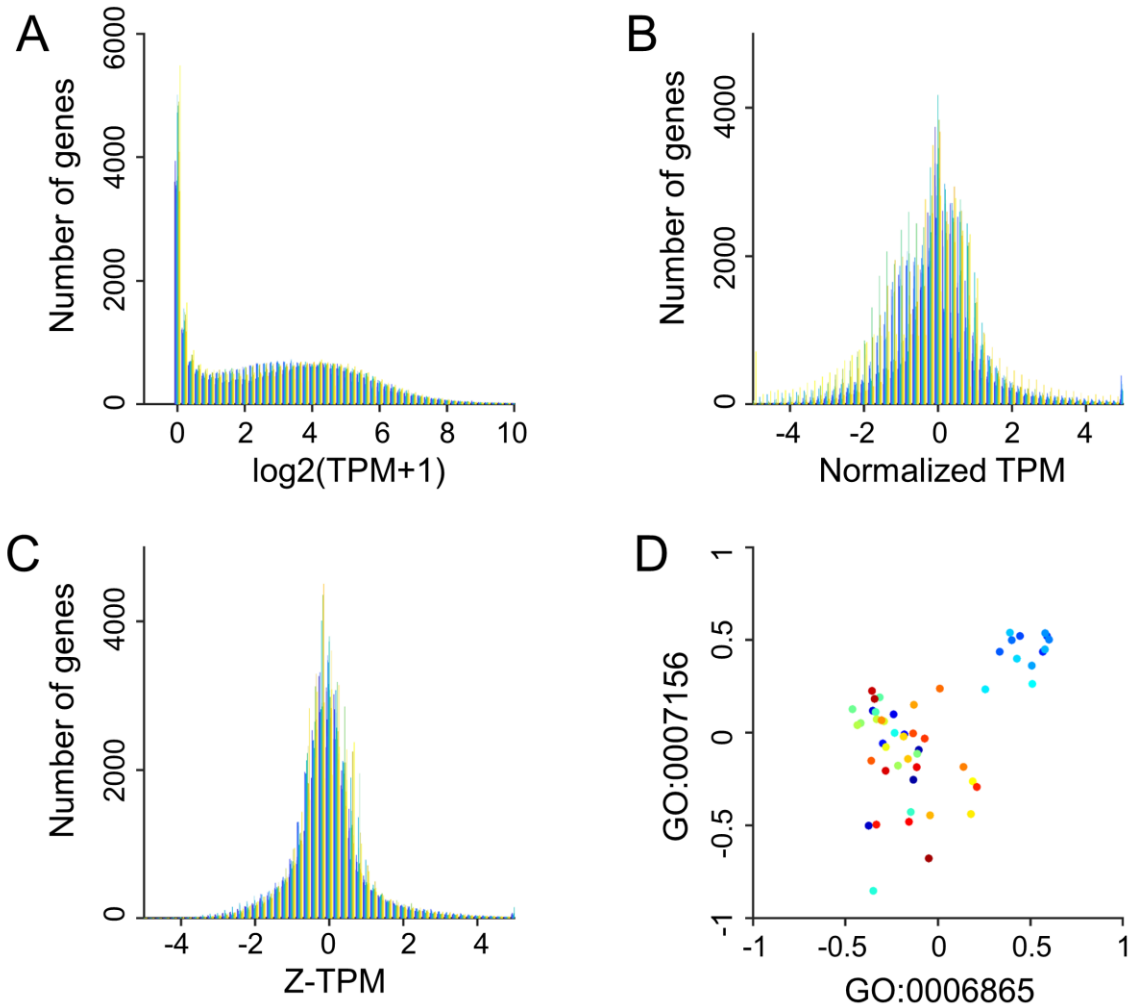 A
Number of genes
6000
4000
2000
0
0 2 4 6 8 10
log2(TPM+1)
B
Number of genes
4000
2000
0
-4 -2 0 2 4
Normalized TPM
C
Number of genes
4000
2000
0
-4 -2 0 2 4
Z-TPM
D
GO:0007156
1
0.5
0
-0.5
-1
-1 -0.5 0 0.5 1
GO:0006865